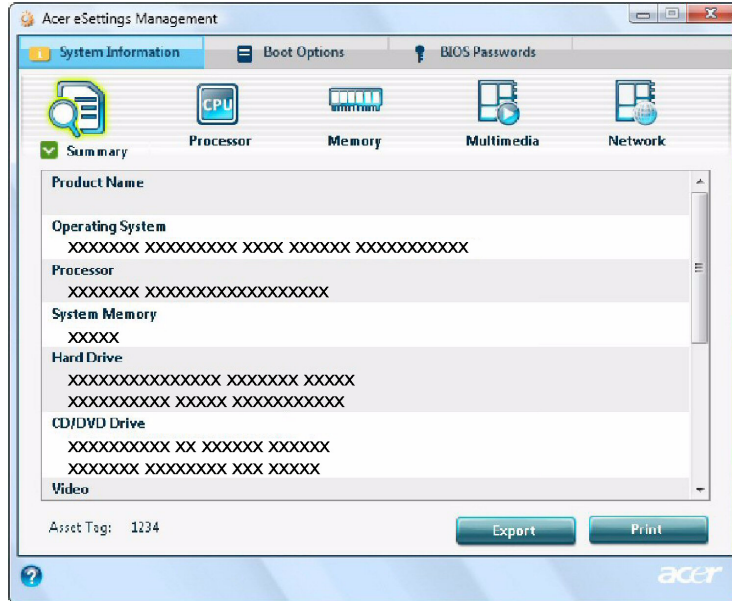 Acer eSettings Management
System Information
Boot Options
BIOS Passwords
CPU
Summary
Processor
Memory
Multimedia
Network
Product Name
Operating System
XXXXXXX XXXXXXXXX XXXX XXXXXX XXXXXXXXXXX
Processor
XXXXXXX XXXXXXXXXXXXXXXXXX
System Memory
XXXXX
Hard Drive
XXXXXXXXXXXXXXX XXXXXXX XXXXX
XXXXXXXXXX XXXXX XXXXXXXXXXX
CD/DVD Drive
XXXXXXXXXX XX XXXXXX XXXXXX
XXXXXXX XXXXXXXX XXX XXXXX
Video
Asset Tag: 1234
Export
Print
?
acer